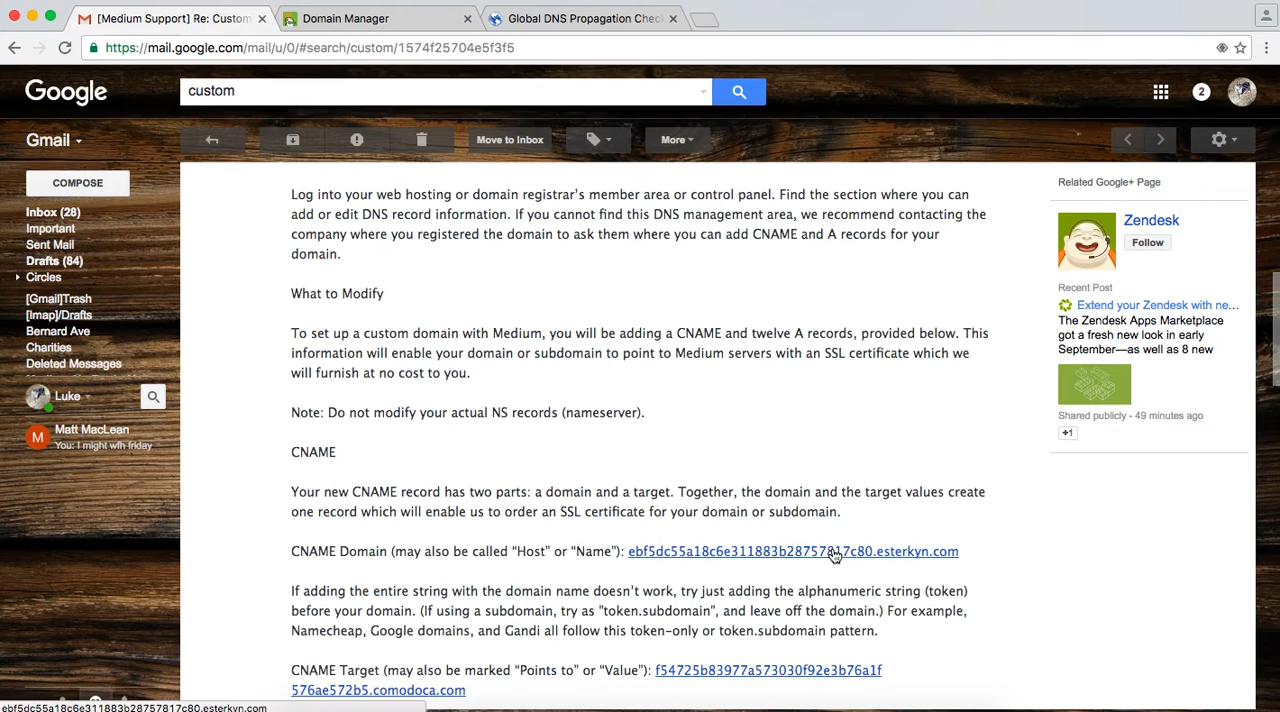 [Medium Support] Re: Custom
Domain Manager
Global DNS Propagation Chec
https://mail.google.com/mail/u/0/#search/custom/1574f25704e5f3f5
Google
custom
2
Gmail
Move to Inbox
More
COMPOSE
Inbox (28)
Important
Sent Mail
Drafts (84)
Circles
[Gmail]Trash
[Imap]/Drafts
Bernard Ave
Charities
Deleted Messages
Luke
Matt MacLean
You: I might wfh friday
Log into your web hosting or domain registrar's member area or control panel. Find the section where you can
add or edit DNS record information. If you cannot find this DNS management area, we recommend contacting the
company where you registered the domain to ask them where you can add CNAME and A records for your
domain.
What to Modify
To set up a custom domain with Medium, you will be adding a CNAME and twelve A records, provided below. This
information will enable your domain or subdomain to point to Medium servers with an SSL certificate which we
will furnish at no cost to you.
Note: Do not modify your actual NS records (nameserver).
CNAME
Your new CNAME record has two parts: a domain and a target. Together, the domain and the target values create
one record which will enable us to order an SSL certificate for your domain or subdomain.
CNAME Domain (may also be called “Host” or “Name”): ebf5dc55a18c6e311883b28757817c80.esterkyn.com
If adding the entire string with the domain name doesn't work, try just adding the alphanumeric string (token)
before your domain. (If using a subdomain, try as "token.subdomain", and leave off the domain.) For example,
Namecheap, Google domains, and Gandi all follow this token-only or token.subdomain pattern.
CNAME Target (may also be marked “Points to” or “Value”): f54725b83977a573030f92e3b76a1f
576ae572b5.comodoca.com
Related Google+ Page
Zendesk
Follow
Recent Post
Extend your Zendesk with ne...
The Zendesk Apps Marketplace
got a fresh new look in early
September—as well as 8 new
Shared publicly - 49 minutes ago
+1
ebf5dc55a18c6e311883b28757817c80.esterkyn.com